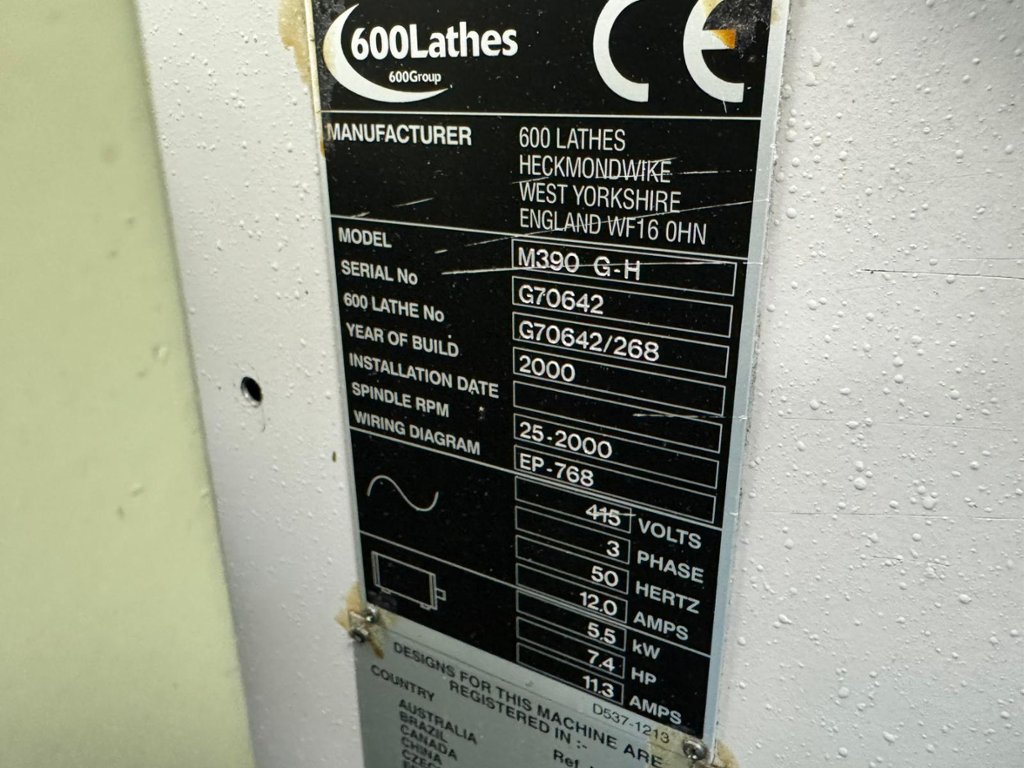 600Lathes
600Group
CE
MANUFACTURER 600 LATHES
HECKMONDWIKE
WEST YORKSHIRE
ENGLAND WF16 0HN
MODEL M390 G-H
SERIAL No G70642
600 LATHE No G70642/268
YEAR OF BUILD 2000
INSTALLATION DATE
SPINDLE RPM 25-2000
WIRING DIAGRAM EP-768
415 VOLTS
3 PHASE
50 HERTZ
12.0 AMPS
5.5 kW
7.4 HP
11.3 AMPS
D537-1213
DESIGNS FOR THIS MACHINE ARE
REGISTERED IN :-
COUNTRY Ref.
AUSTRALIA
BRAZIL
CANADA
CHINA